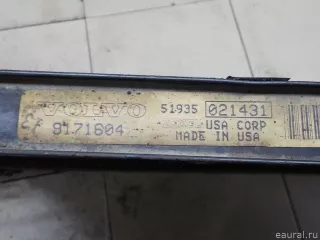 VOLVO 51935 021431
9171604 USA CORP
MADE IN USA
eaural.ru